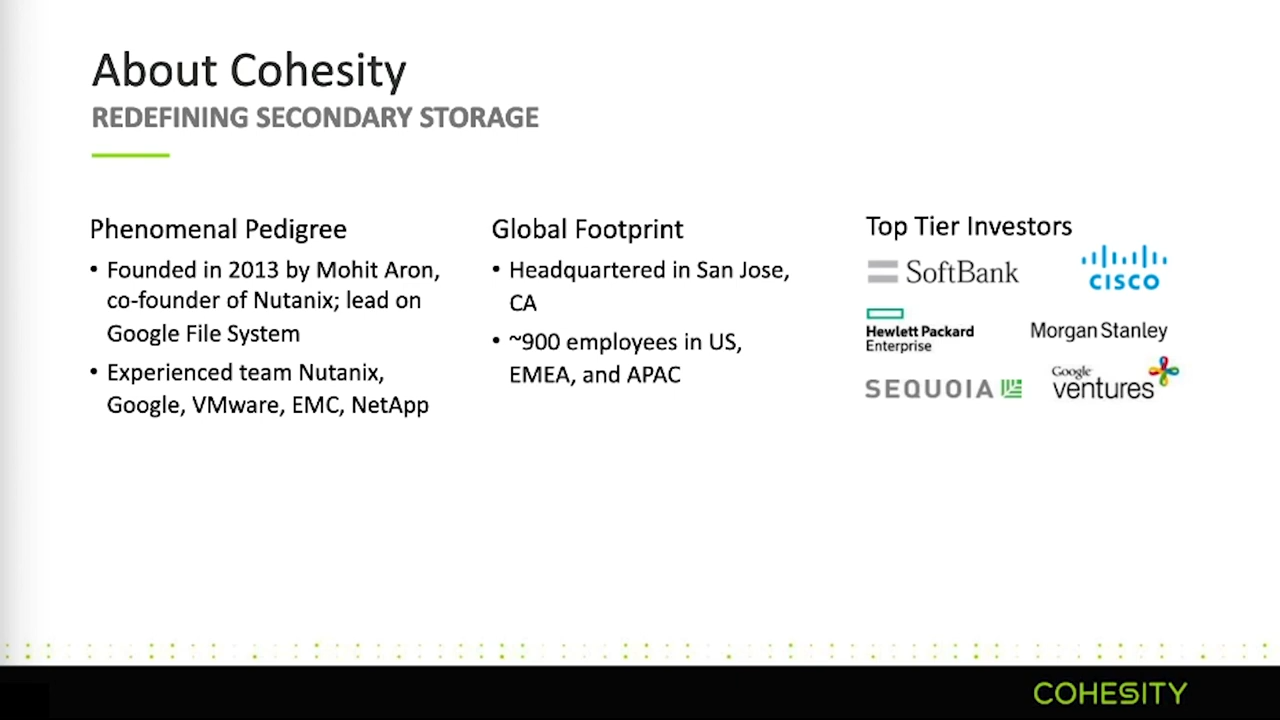 About Cohesity
REDEFINING SECONDARY STORAGE
Phenomenal Pedigree
• Founded in 2013 by Mohit Aron,
co-founder of Nutanix; lead on
Google File System
• Experienced team Nutanix,
Google, VMware, EMC, NetApp
Global Footprint
• Headquartered in San Jose,
CA
• ~900 employees in US,
EMEA, and APAC
Top Tier Investors
SoftBank
CISCO
Hewlett Packard
Enterprise
Morgan Stanley
SEQUOIA
Google
ventures
COHESITY